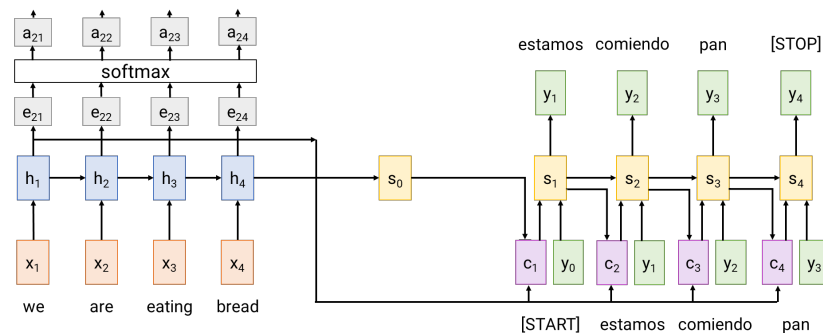 a₂₁ a₂₂ a₂₃ a₂₄
softmax
e₂₁ e₂₂ e₂₃ e₂₄
h₁ h₂ h₃ h₄
x₁ x₂ x₃ x₄
we are eating bread
s₀
estamos comiendo pan [STOP]
y₁ y₂ y₃ y₄
s₁ s₂ s₃ s₄
c₁ y₀ c₂ y₁ c₃ y₂ c₄ y₃
[START] estamos comiendo pan